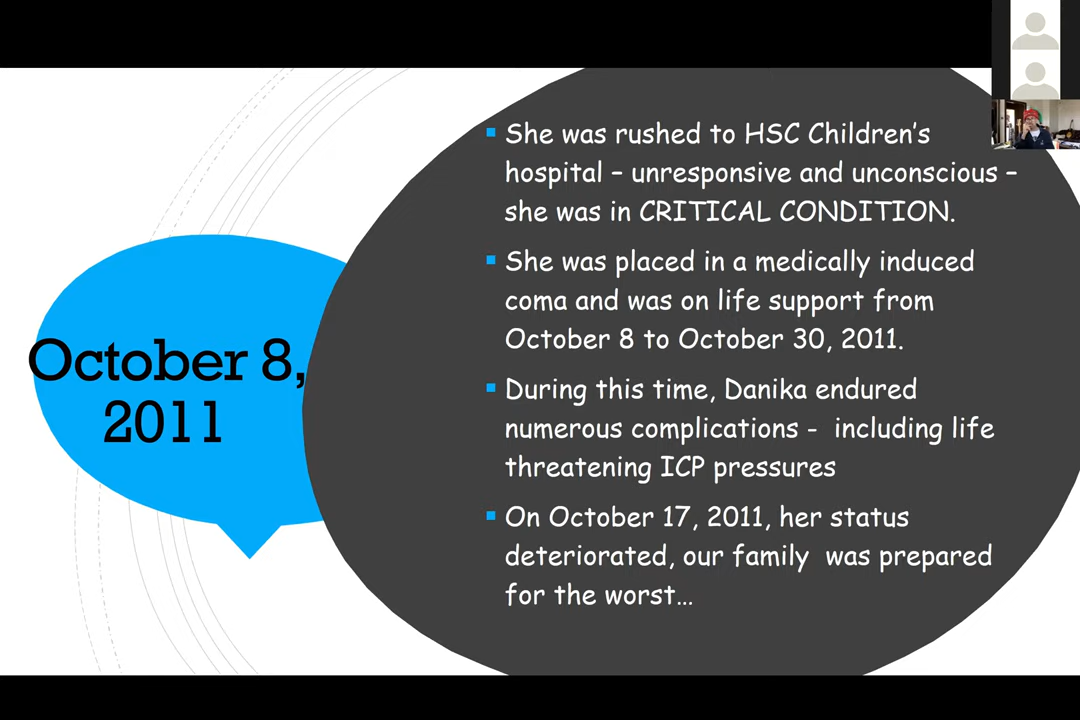 October 8,
2011
She was rushed to HSC Children's
hospital – unresponsive and unconscious –
she was in CRITICAL CONDITION.
She was placed in a medically induced
coma and was on life support from
October 8 to October 30, 2011.
During this time, Danika endured
numerous complications - including life
threatening ICP pressures
On October 17, 2011, her status
deteriorated, our family was prepared
for the worst…